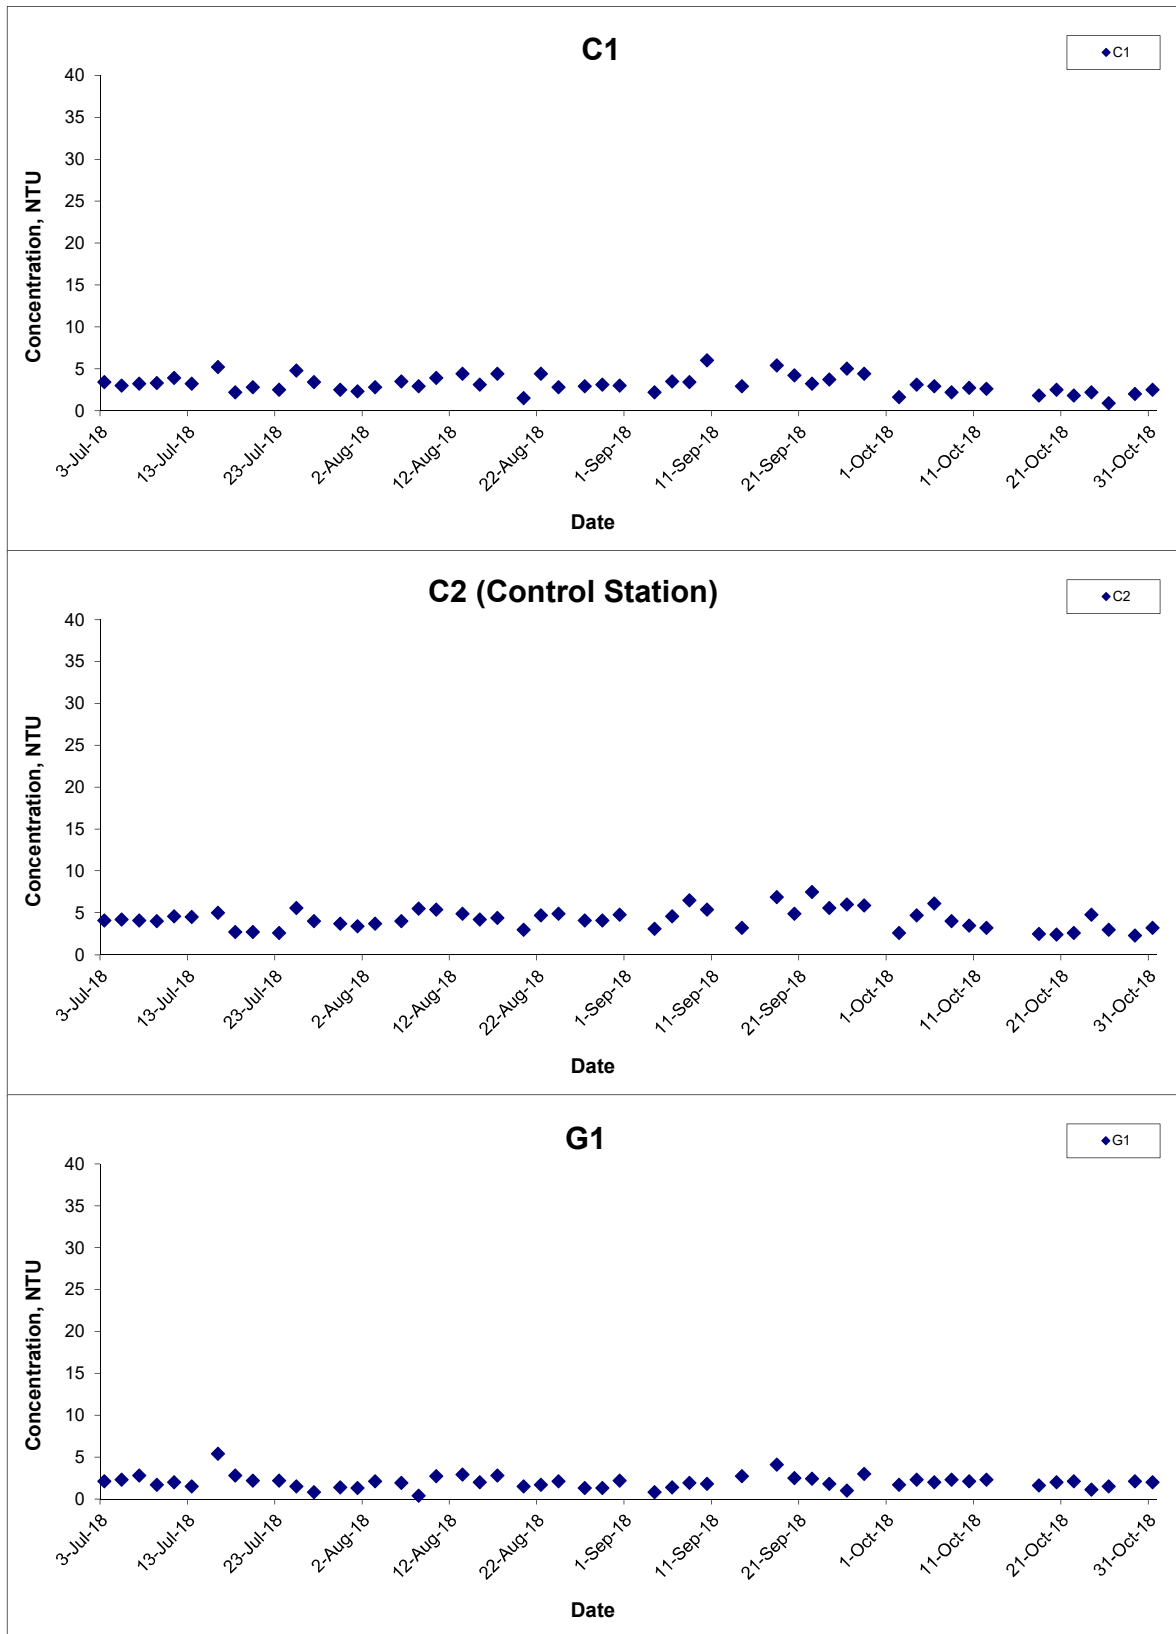 C1
C1
40
35
30
25
20
15
10
5
0
Concentration, NTU
3-Jul-18 13-Jul-18 23-Jul-18 2-Aug-18 12-Aug-18 22-Aug-18 1-Sep-18 11-Sep-18 21-Sep-18 1-Oct-18 11-Oct-18 21-Oct-18 31-Oct-18
Date
C2 (Control Station)
C2
40
35
30
25
20
15
10
5
0
Concentration, NTU
3-Jul-18 13-Jul-18 23-Jul-18 2-Aug-18 12-Aug-18 22-Aug-18 1-Sep-18 11-Sep-18 21-Sep-18 1-Oct-18 11-Oct-18 21-Oct-18 31-Oct-18
Date
G1
G1
40
35
30
25
20
15
10
5
0
Concentration, NTU
3-Jul-18 13-Jul-18 23-Jul-18 2-Aug-18 12-Aug-18 22-Aug-18 1-Sep-18 11-Sep-18 21-Sep-18 1-Oct-18 11-Oct-18 21-Oct-18 31-Oct-18
Date